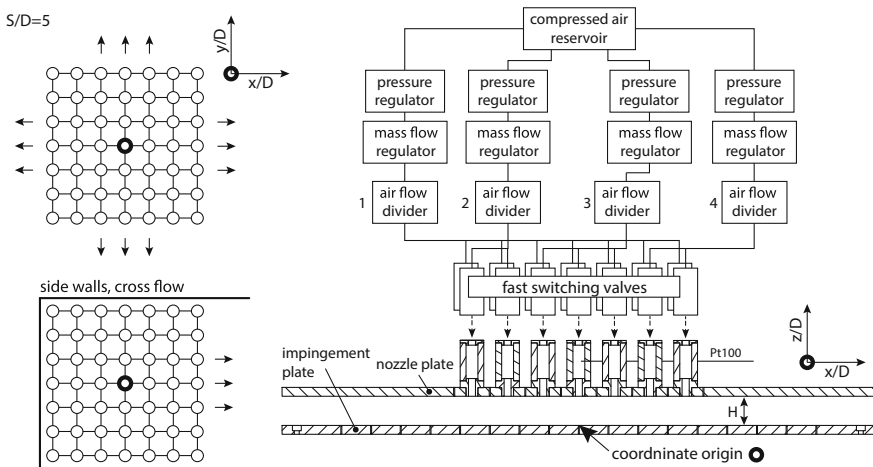 S/D=5
y/D
x/D
side walls, cross flow
compressed air
reservoir
pressure
regulator
pressure
regulator
pressure
regulator
pressure
regulator
mass flow
regulator
mass flow
regulator
mass flow
regulator
mass flow
regulator
1
air flow
divider
2
air flow
divider
3
air flow
divider
4
air flow
divider
fast switching valves
impingement
plate
nozzle plate
Pt100
z/D
x/D
H
coordninate origin